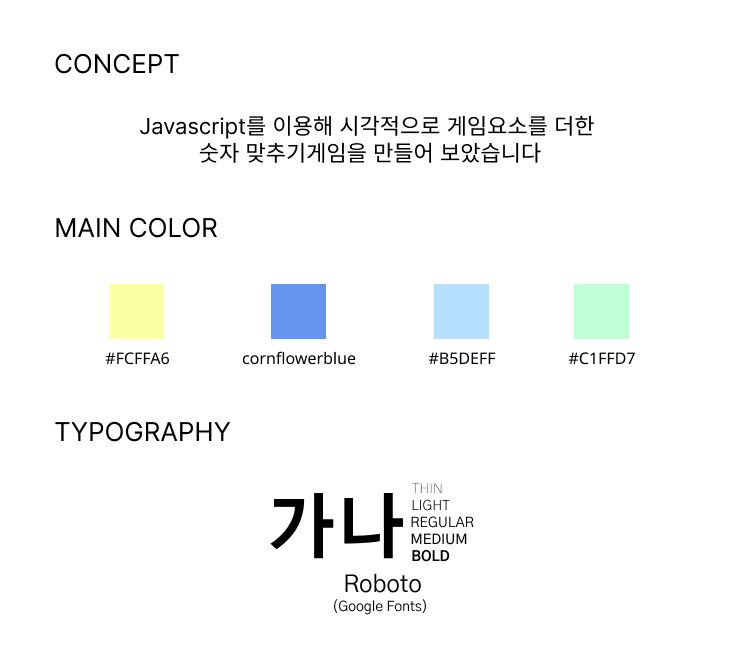 CONCEPT
Javascript를 이용해 시각적으로 게임요소를 더한
숫자 맞추기게임을 만들어 보았습니다
MAIN COLOR
#FCFFA6
cornflowerblue
#B5DEFF
#C1FFD7
TYPOGRAPHY
가나
THIN
LIGHT
REGULAR
MEDIUM
BOLD
Roboto
(Google Fonts)